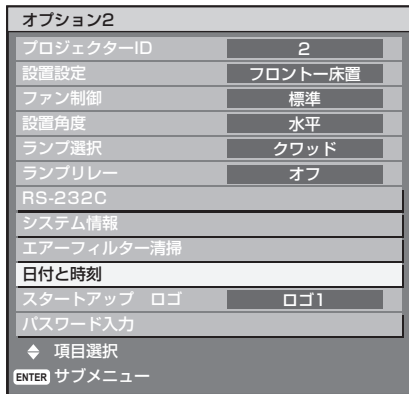 オプション2
プロジェクターID 2
設置設定 フロントー床置
ファン制御 標準
設置角度 水平
ランプ選択 クワッド
ランプリレー オフ
RS-232C
システム情報
エアーフィルター清掃
日付と時刻
スタートアップ ロゴ ロゴ1
パスワード入力
項目選択
ENTER サブメニュー